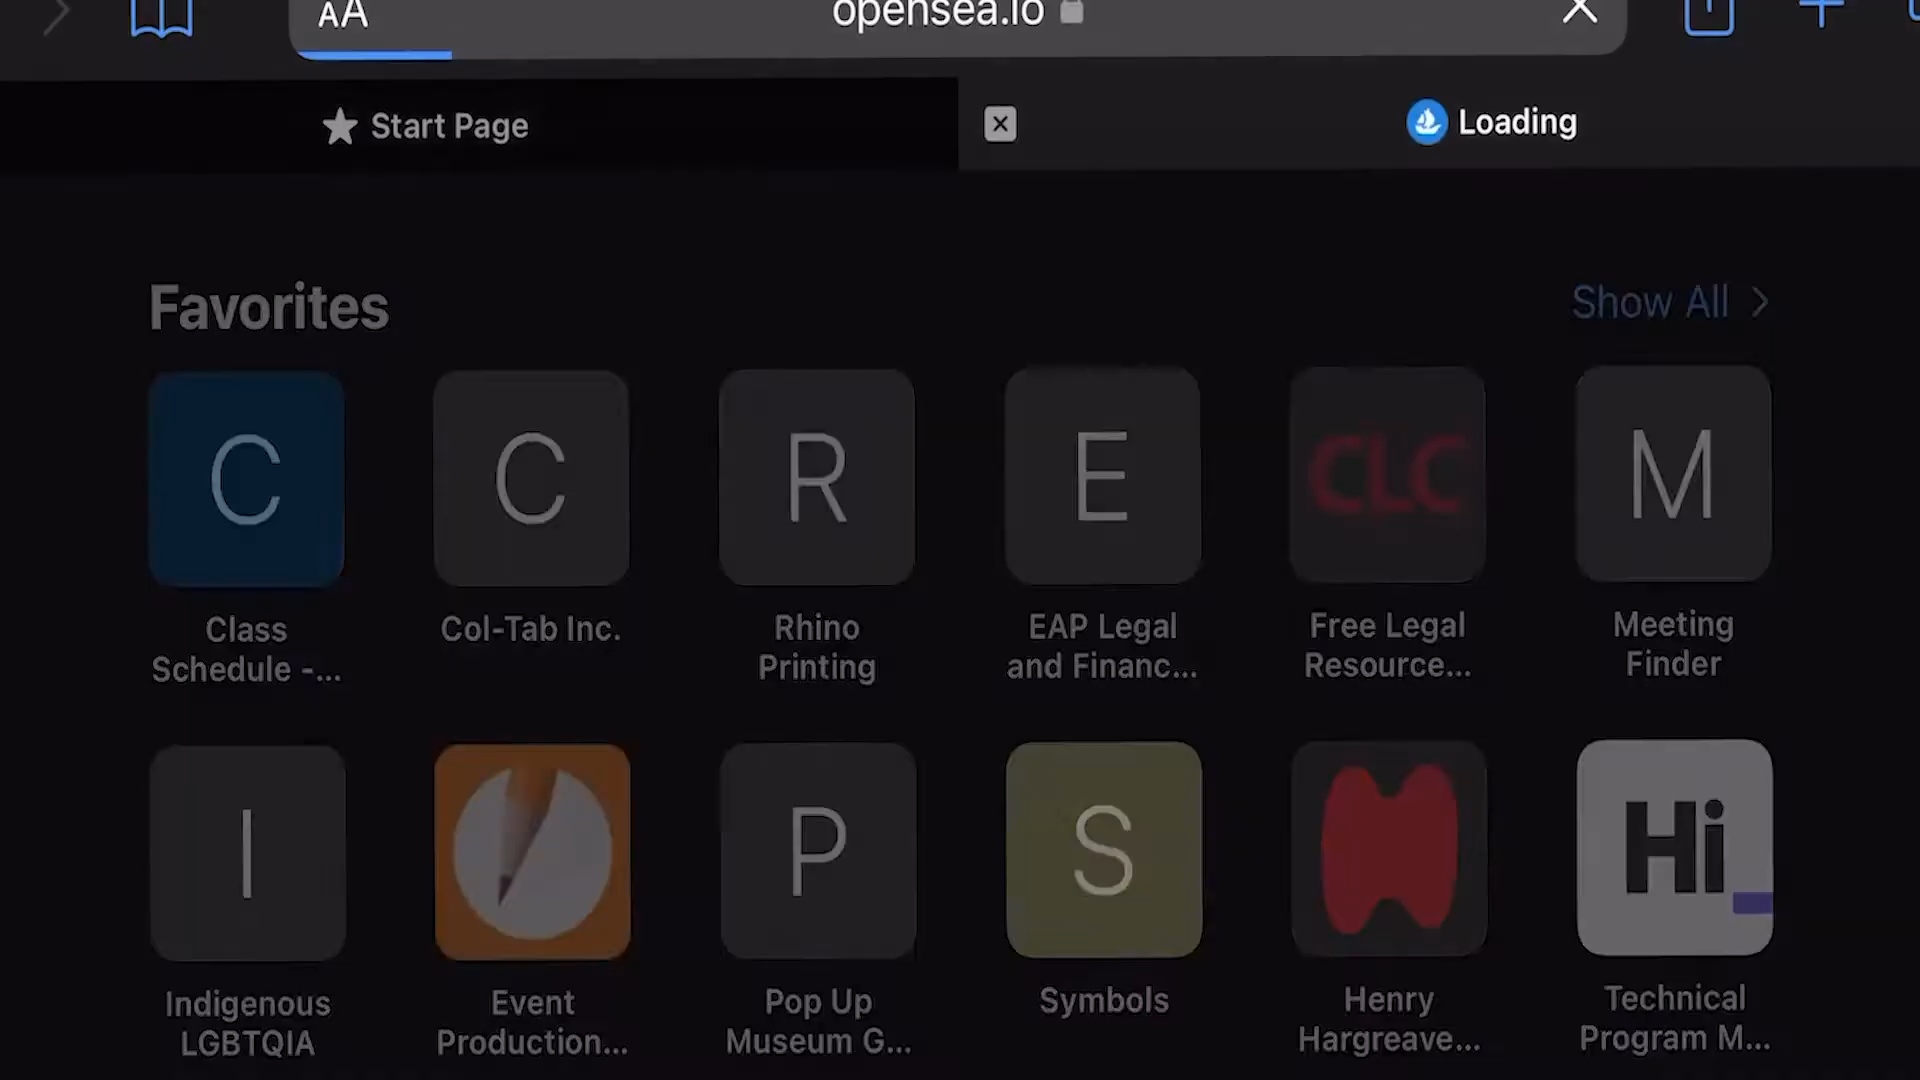 AA
opensea.io
Start Page
Loading
Favorites
Show All
C
C
R
E
CLC
M
Class
Schedule -...
Col-Tab Inc.
Rhino
Printing
EAP Legal
and Financ...
Free Legal
Resource...
Meeting
Finder
I
P
S
Hi
Indigenous
LGBTQIA
Event
Production...
Pop Up
Museum G...
Symbols
Henry
Hargreave...
Technical
Program M...